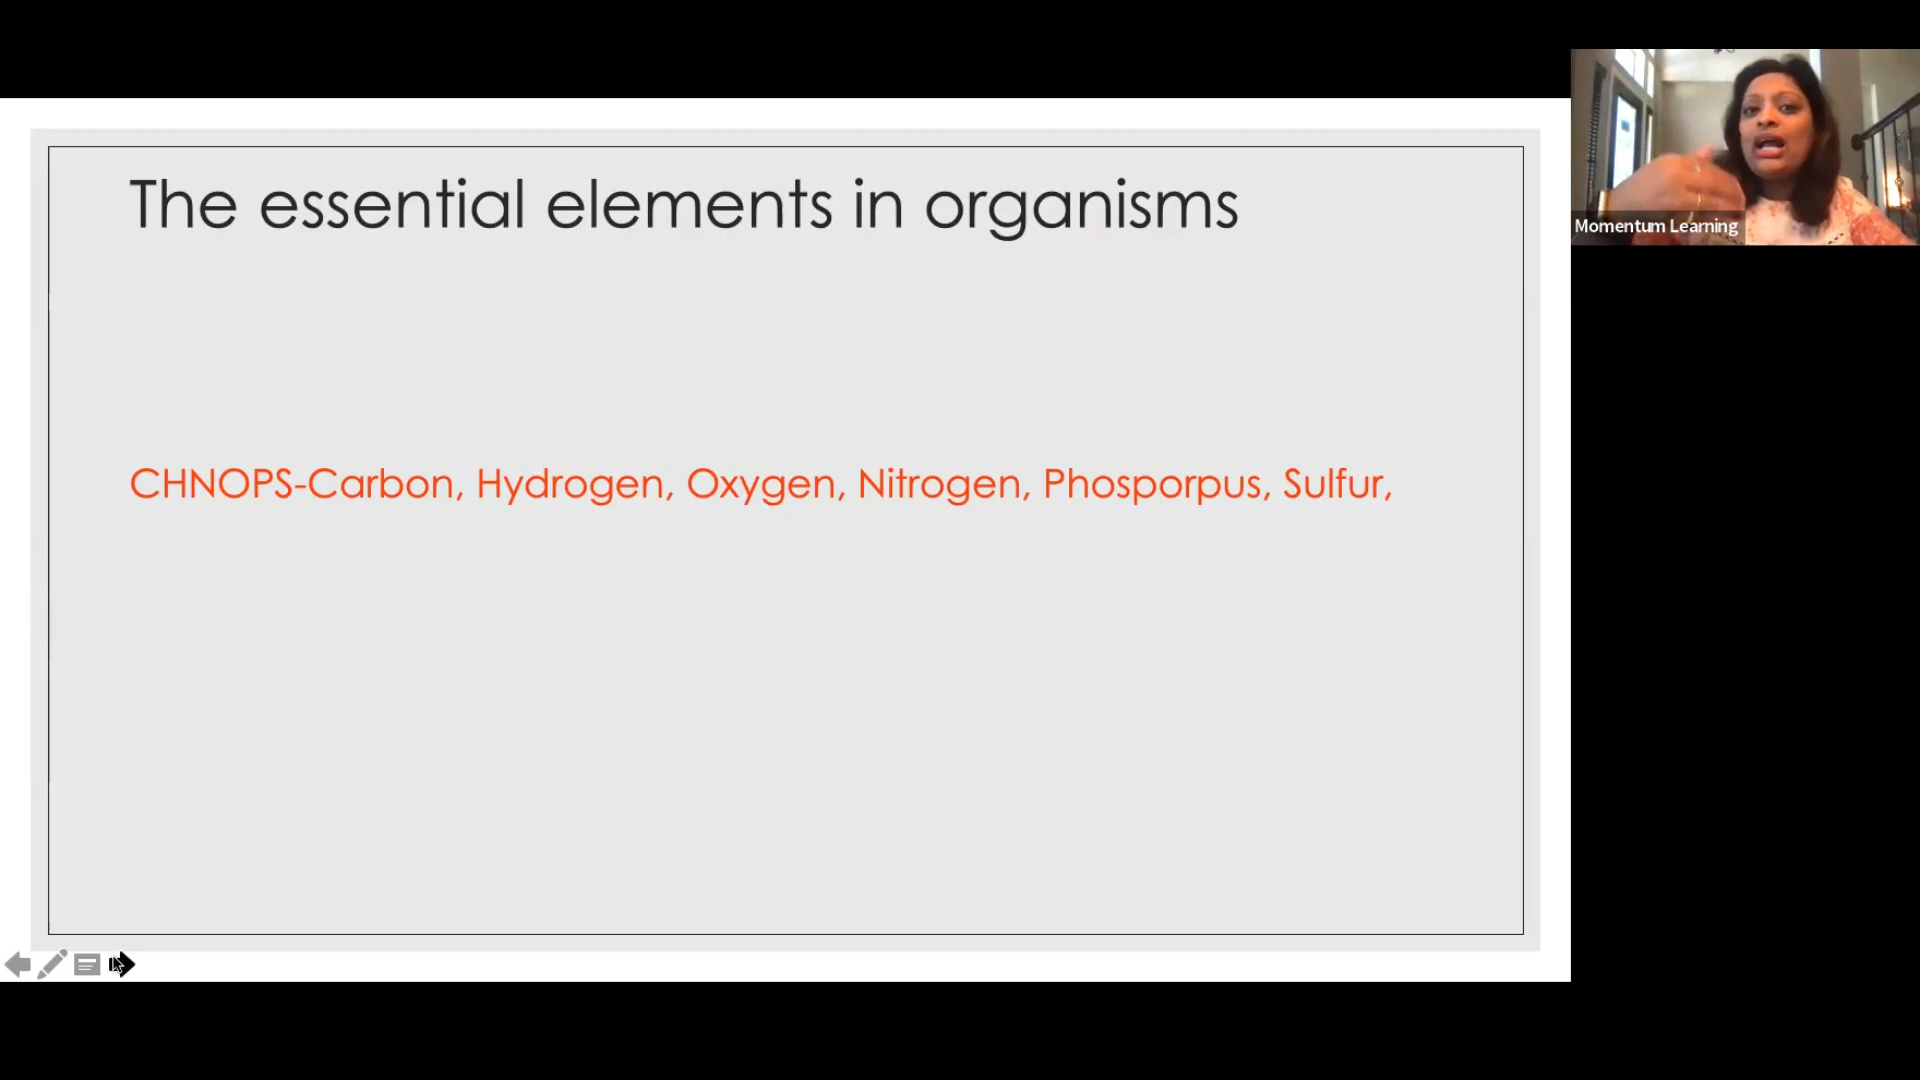 The essential elements in organisms
CHNOPS-Carbon, Hydrogen, Oxygen, Nitrogen, Phosporpus, Sulfur,
Momentum Learning